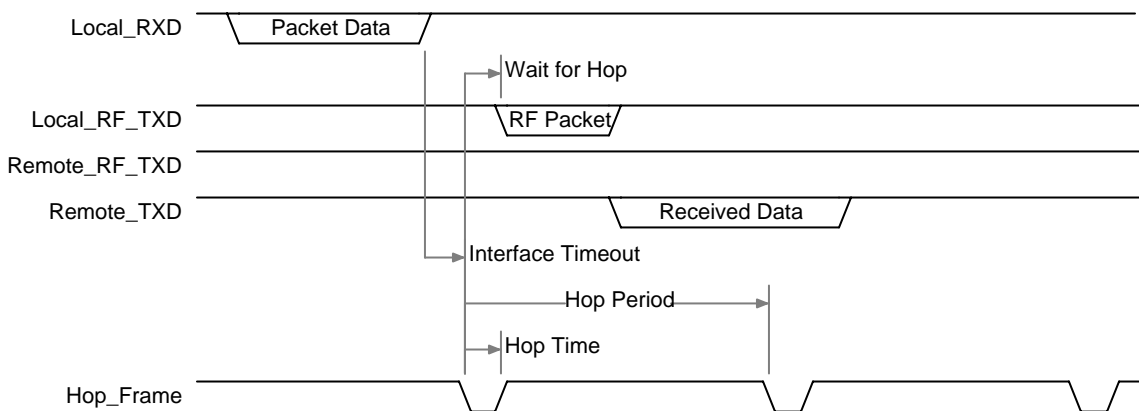 Local_RXD
Packet Data
Wait for Hop
Local_RF_TXD
RF Packet
Remote_RF_TXD
Remote_TXD
Received Data
Interface Timeout
Hop Period
Hop Time
Hop_Frame